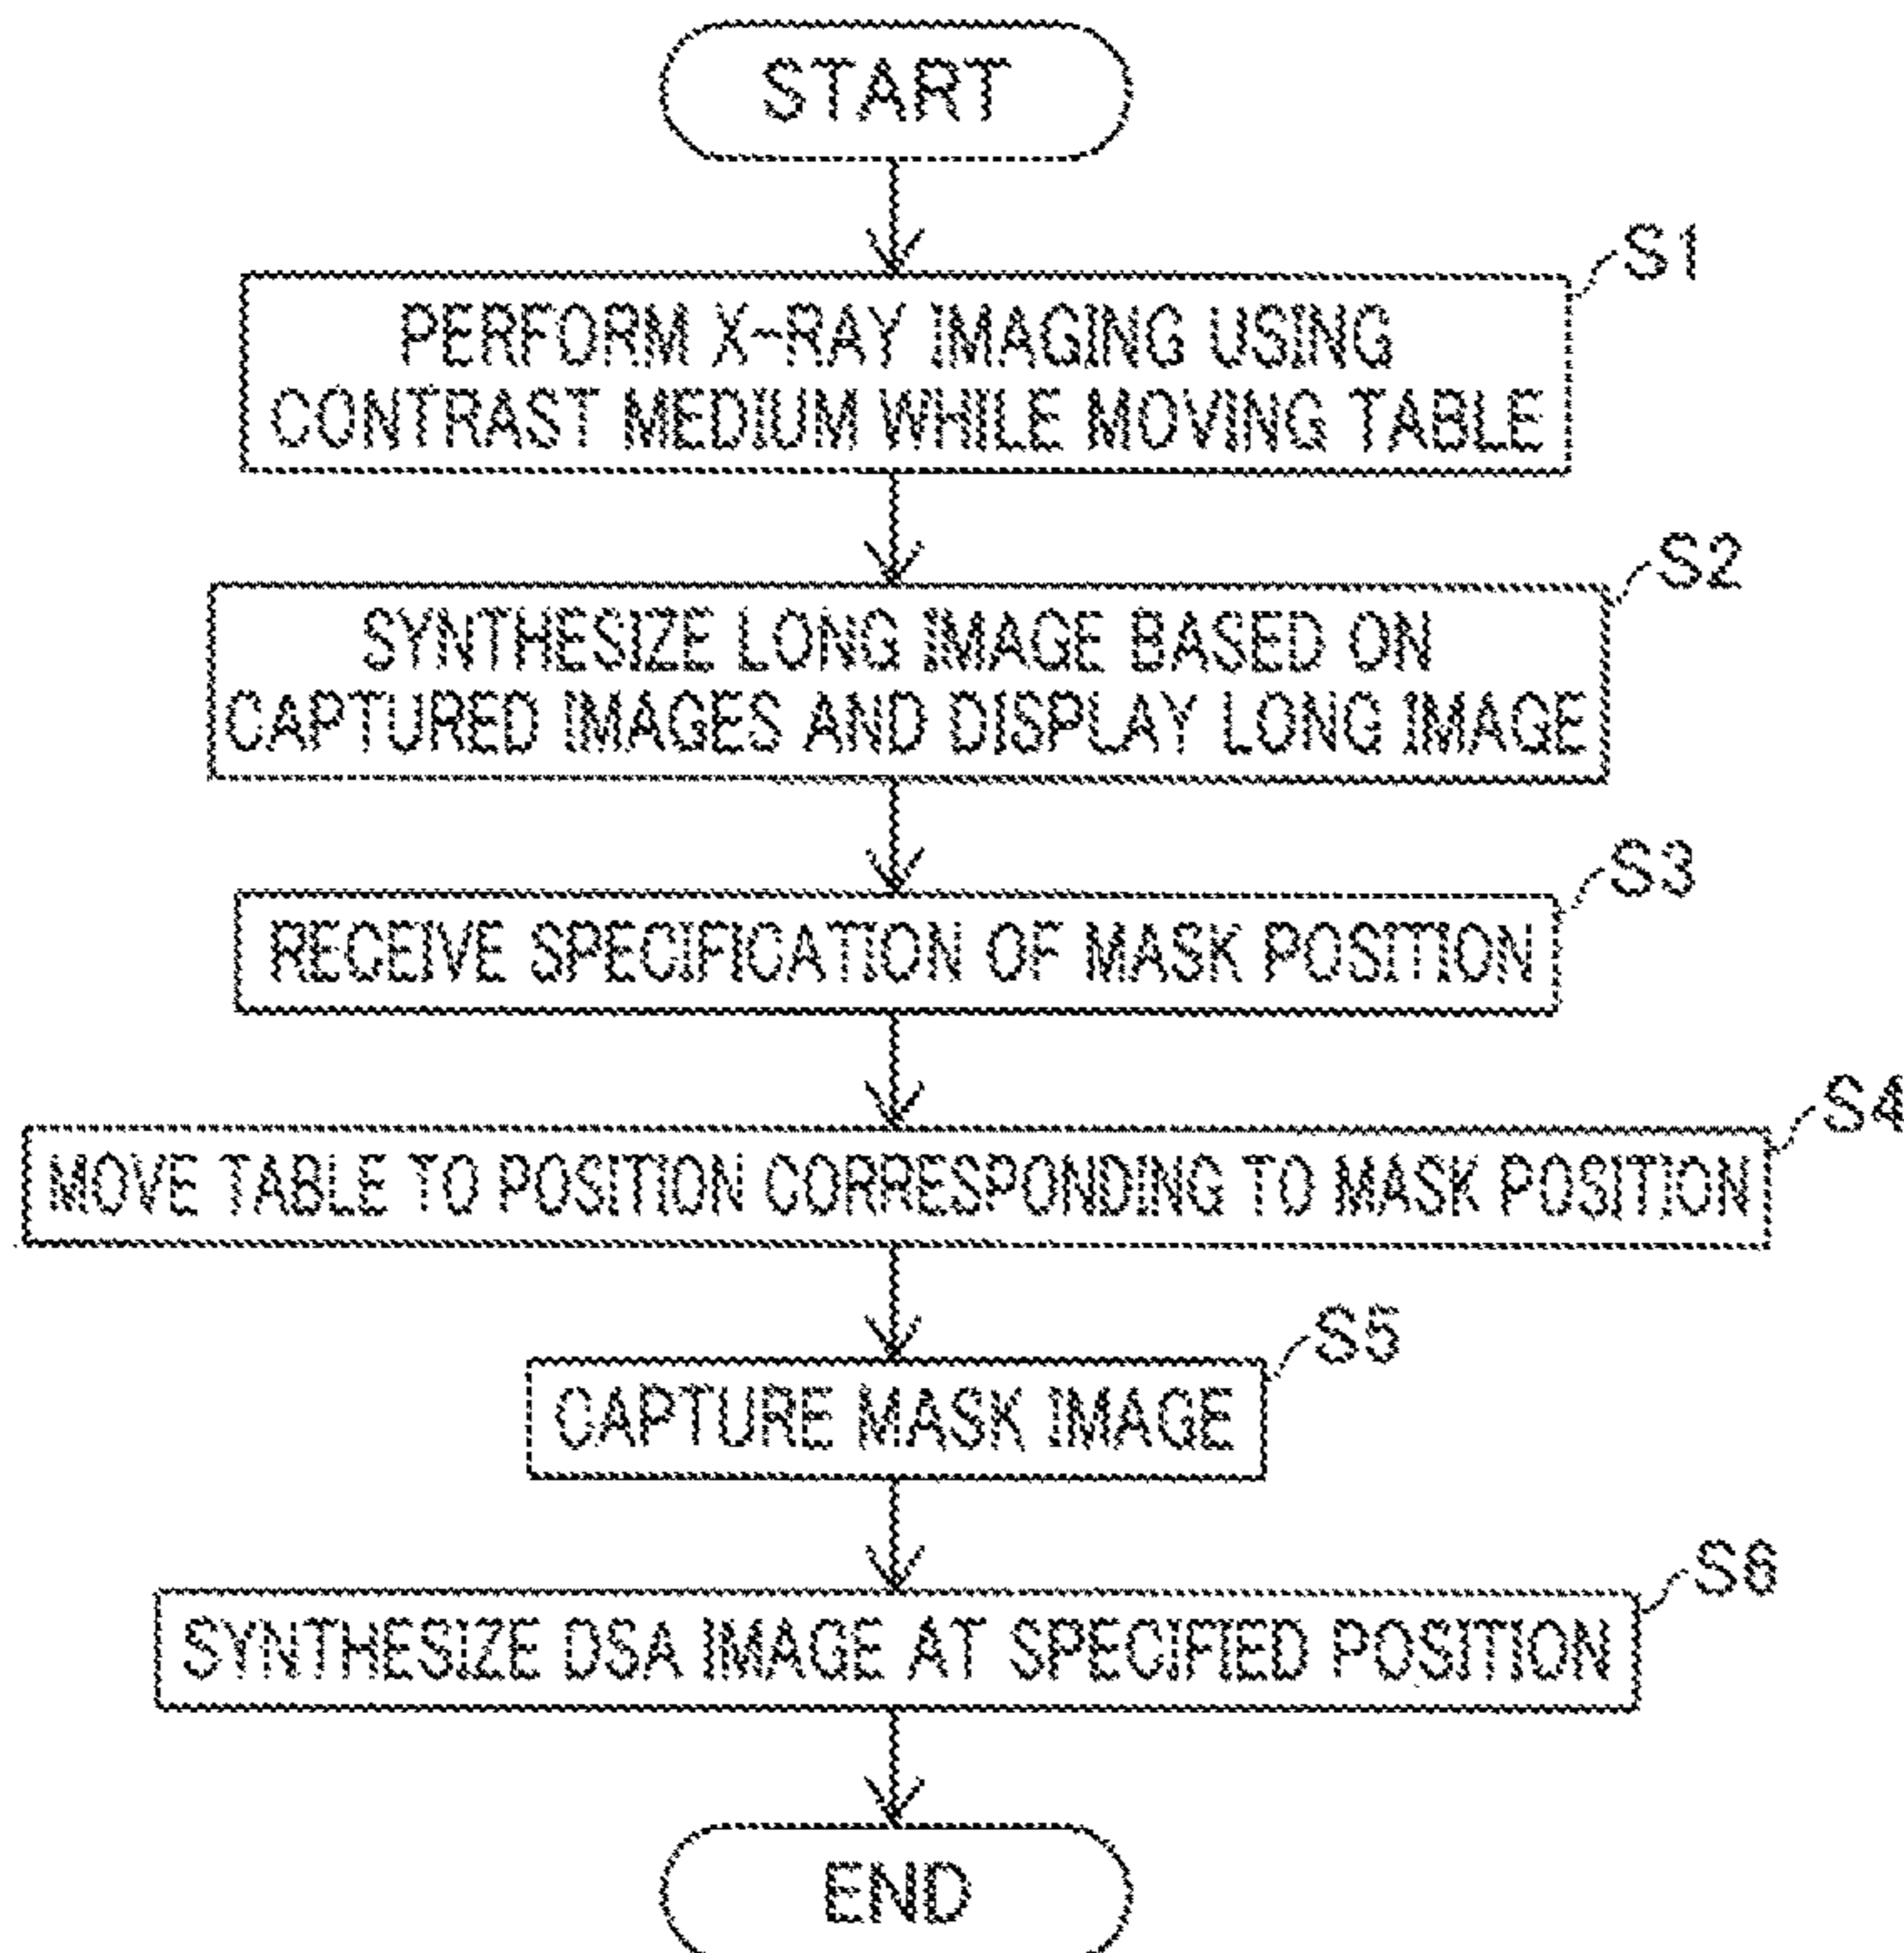 START
S1
PERFORM X-RAY IMAGING USING
CONTRAST MEDIUM WHILE MOVING TABLE
S2
SYNTHESIZE LONG IMAGE BASED ON
CAPTURED IMAGES AND DISPLAY LONG IMAGE
S3
RECEIVE SPECIFICATION OF MASK POSITION
S4
MOVE TABLE TO POSITION CORRESPONDING TO MASK POSITION
S5
CAPTURE MASK IMAGE
S6
SYNTHESIZE DSA IMAGE AT SPECIFIED POSITION
END